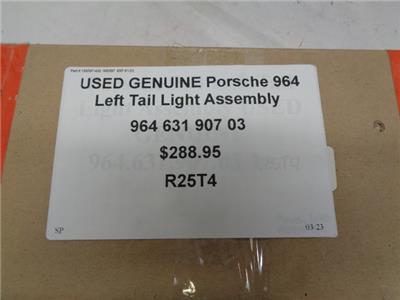 USED GENUINE Porsche 964
Left Tail Light Assembly
964 631 907 03
$288.95
R25T4
SP
03/23